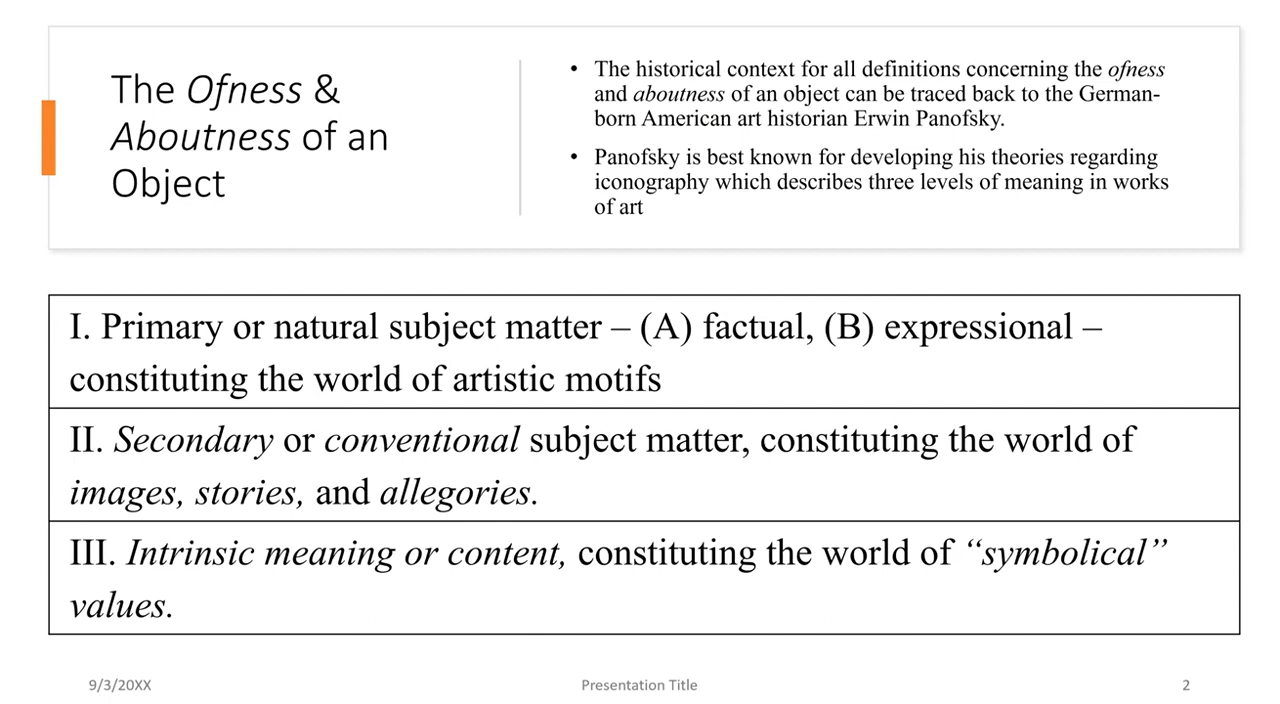 The Ofness &
Aboutness of an
Object
• The historical context for all definitions concerning the ofness
and aboutness of an object can be traced back to the German-
born American art historian Erwin Panofsky.
• Panofsky is best known for developing his theories regarding
iconography which describes three levels of meaning in works
of art
I. Primary or natural subject matter – (A) factual, (B) expressional –
constituting the world of artistic motifs
II. Secondary or conventional subject matter, constituting the world of
images, stories, and allegories.
III. Intrinsic meaning or content, constituting the world of “symbolical”
values.
9/3/20XX
Presentation Title
2